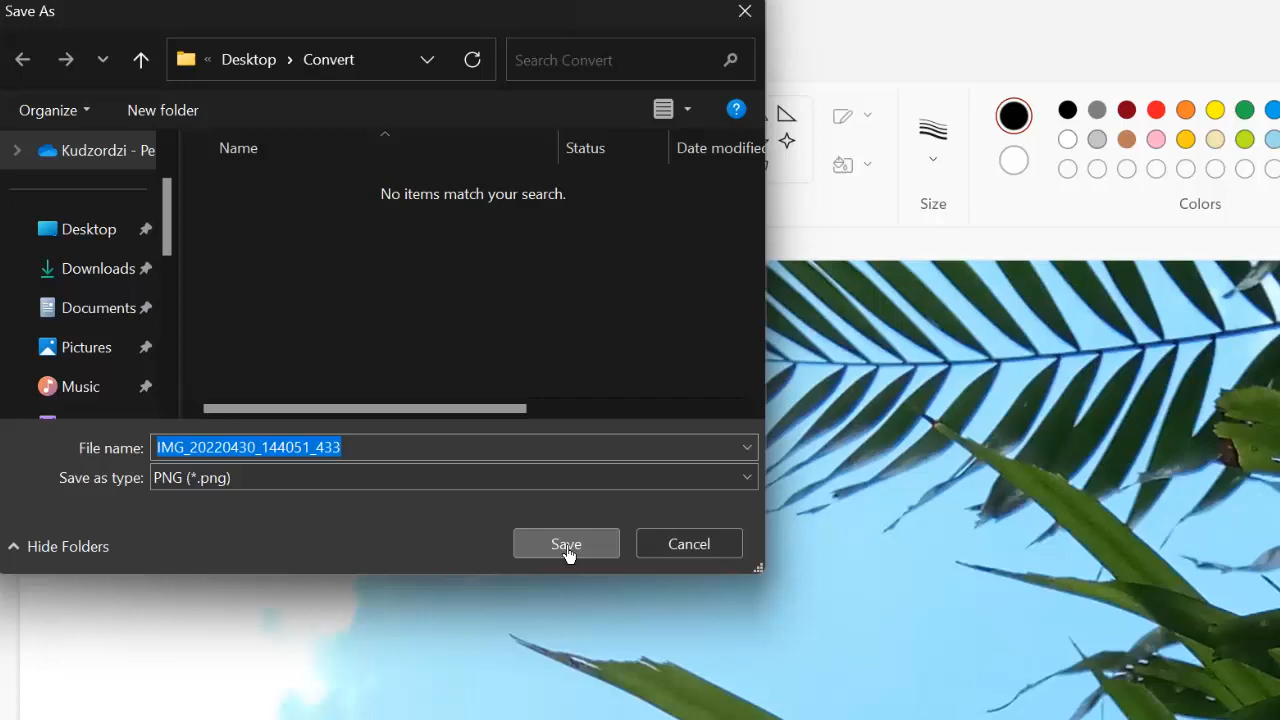 Save As
« Desktop › Convert
Search Convert
Organize
New folder
?
Kudzordzi - Pe
Name
Status
Date modified
No items match your search.
Desktop
Downloads
Documents
Pictures
Music
File name: IMG_20220430_144051_433
Save as type: PNG (*.png)
Hide Folders
Save
Cancel
Size
Colors